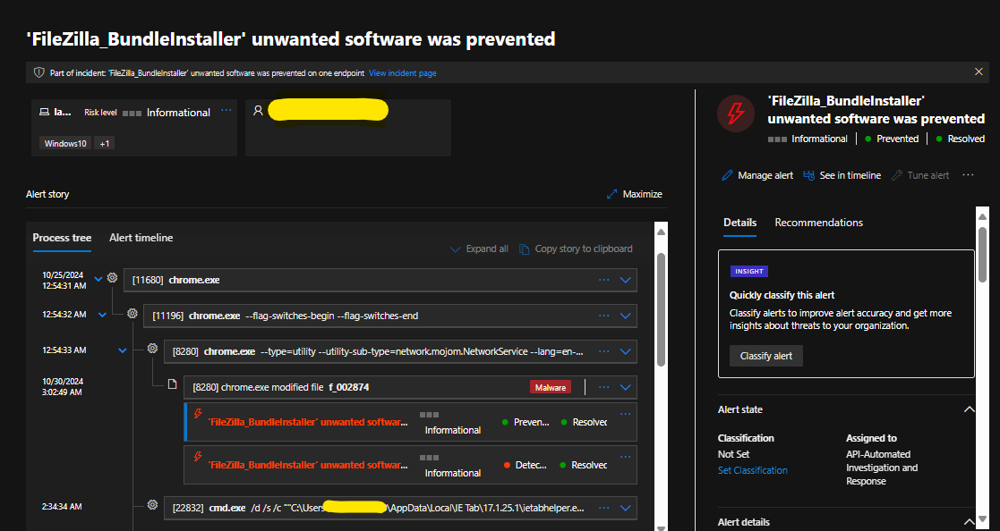 'FileZilla_BundleInstaller' unwanted software was prevented
Part of incident: 'FileZilla_BundleInstaller' unwanted software was prevented on one endpoint View incident page
la... Risk level Informational ...
Windows10 +1
Alert story
Maximize
Process tree Alert timeline
Expand all Copy story to clipboard
10/25/2024
12:54:31 AM
[11680] chrome.exe ...
12:54:32 AM
[11196] chrome.exe --flag-switches-begin --flag-switches-end ...
12:54:33 AM
[8280] chrome.exe --type=utility --utility-sub-type=network.mojom.NetworkService --lang=en-... ...
10/30/2024
3:02:49 AM
[8280] chrome.exe modified file f_002874 Malware ...
'FileZilla_BundleInstaller' unwanted softwar... Informational Preven... Resolved ...
'FileZilla_BundleInstaller' unwanted softwar... Informational Detec... Resolved ...
2:34:34 AM
[22832] cmd.exe /d /s /c ""C:\Users \AppData\Local\IE Tab\17.1.25.1\ietabhelper.e... ...
'FileZilla_BundleInstaller'
unwanted software was prevented
Informational Prevented Resolved
Manage alert See in timeline Tune alert ...
Details Recommendations
INSIGHT
Quickly classify this alert
Classify alerts to improve alert accuracy and get more
insights about threats to your organization.
Classify alert
Alert state
Classification Assigned to
Not Set API-Automated
Set Classification Investigation and
Response
Alert details